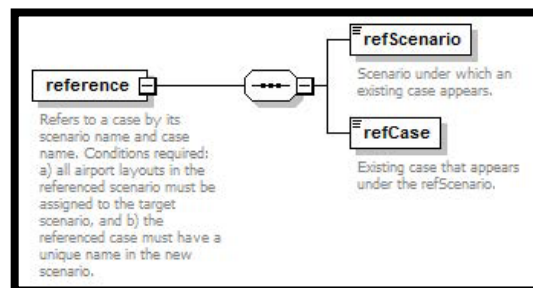 refScenario
Scenario under which an
existing case appears.
reference
Refers to a case by its
scenario name and case
name. Conditions required:
a) all airport layouts in the
referenced scenario must be
assigned to the target
scenario, and b) the
referenced case must have a
unique name in the new
scenario.
refCase
Existing case that appears
under the refScenario.